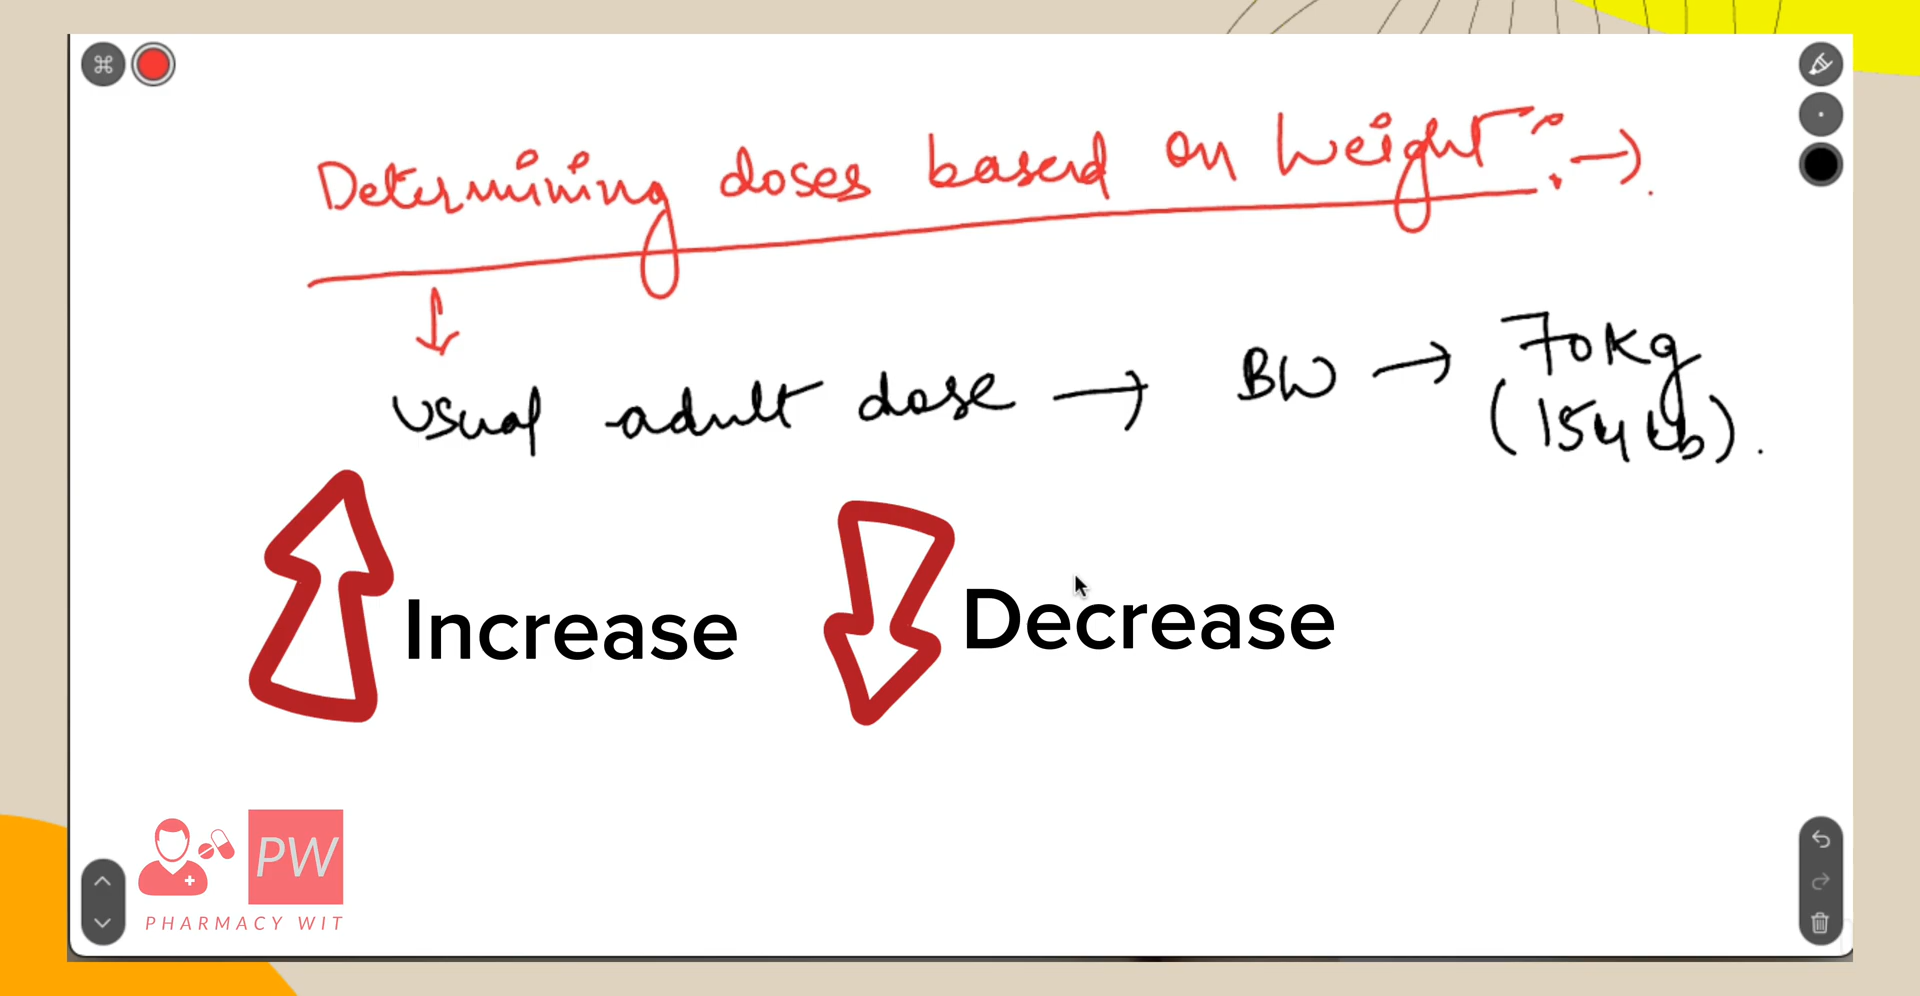 Determining doses based on Weight :→.
↓
usual adult dose → BW → 70kg
(154 lb).
Increase
Decrease
PW
PHARMACY WIT